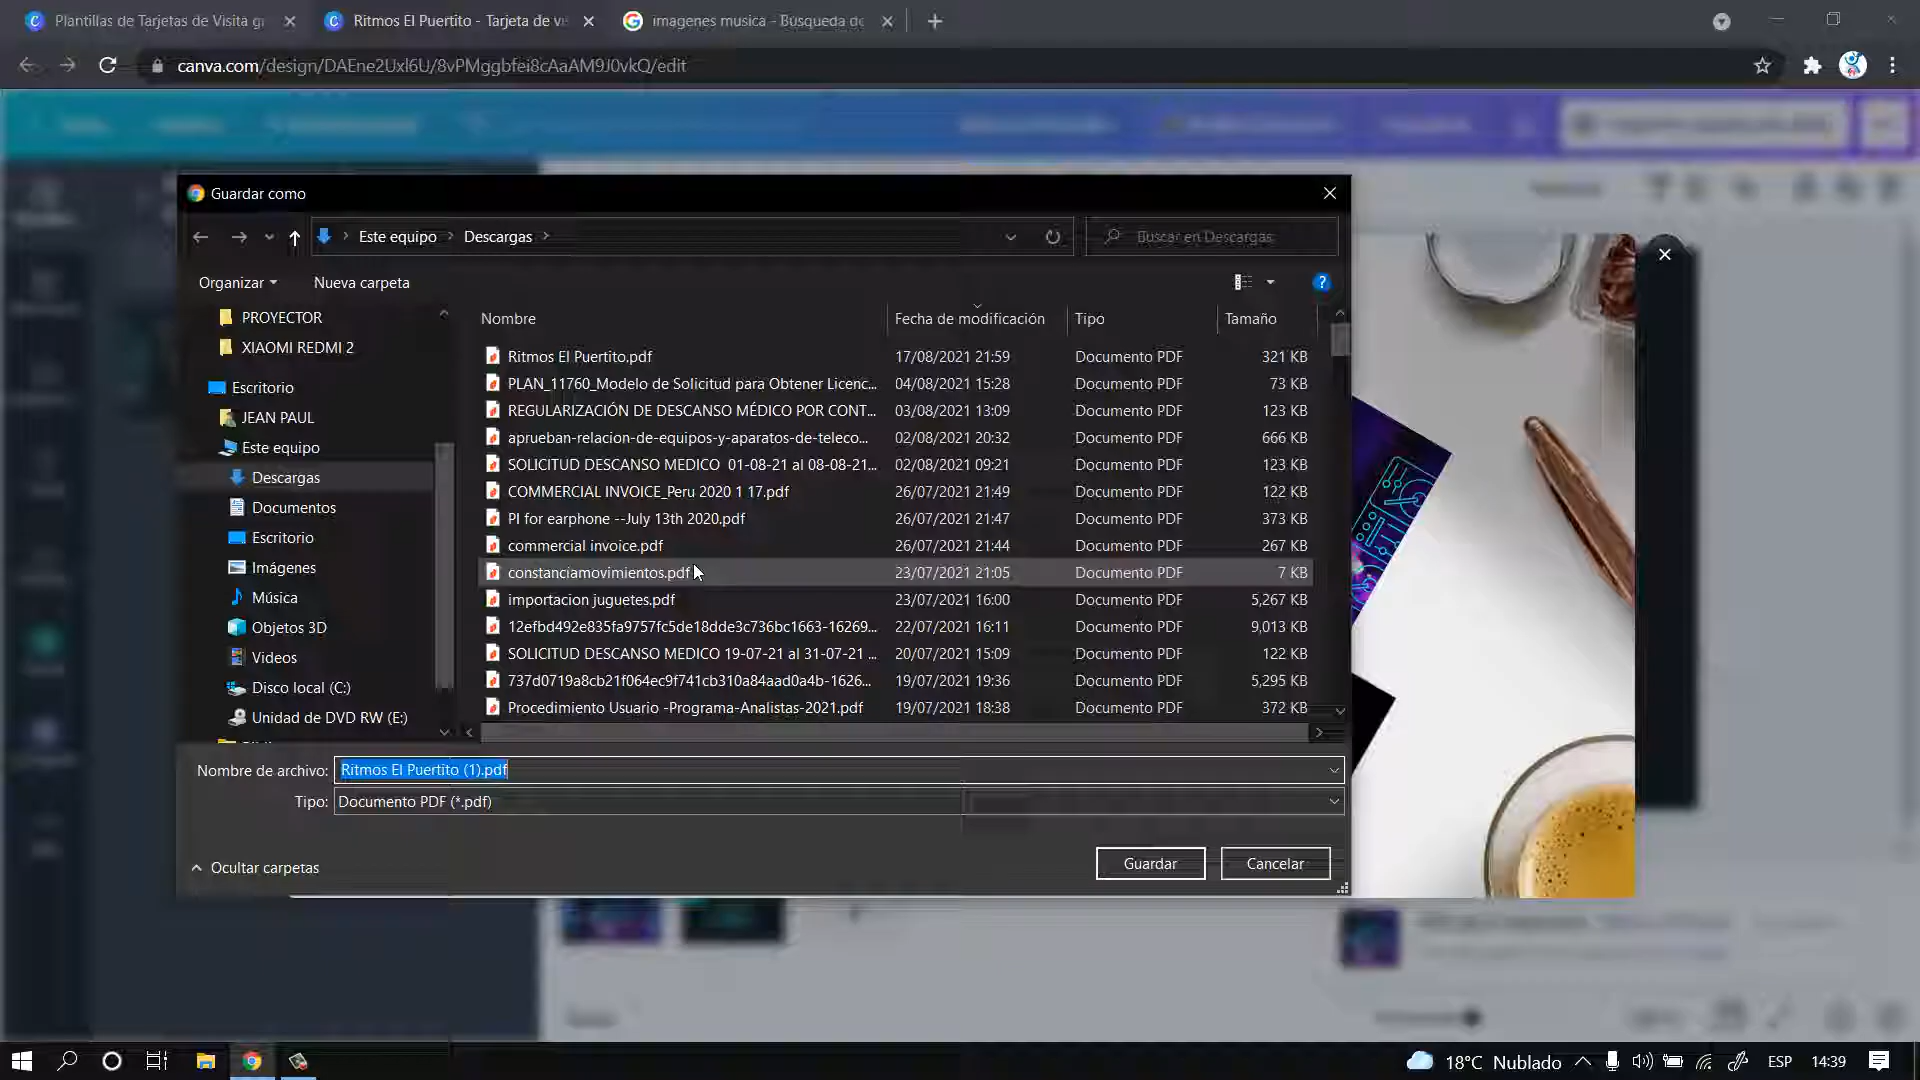 Plantillas de Tarjetas de Visita gr
Ritmos El Puertito - Tarjeta de vi
imagenes musica - Búsqueda de
canva.com/design/DAEne2Uxl6U/8vPMggbfei8cAaAM9J0vkQ/edit
Guardar como
Este equipo
Descargas
Buscar en Descargas
Organizar
Nueva carpeta
PROYECTOR
XIAOMI REDMI 2
Escritorio
JEAN PAUL
Este equipo
Descargas
Documentos
Escritorio
Imágenes
Música
Objetos 3D
Videos
Disco local (C:)
Unidad de DVD RW (E:)
Nombre Fecha de modificación Tipo Tamaño
Ritmos El Puertito.pdf 17/08/2021 21:59 Documento PDF 321 KB
PLAN_11760_Modelo de Solicitud para Obtener Licenc... 04/08/2021 15:28 Documento PDF 73 KB
REGULARIZACIÓN DE DESCANSO MÉDICO POR CONT... 03/08/2021 13:09 Documento PDF 123 KB
aprueban-relacion-de-equipos-y-aparatos-de-teleco... 02/08/2021 20:32 Documento PDF 666 KB
SOLICITUD DESCANSO MEDICO 01-08-21 al 08-08-21... 02/08/2021 09:21 Documento PDF 123 KB
COMMERCIAL INVOICE_Peru 2020 1 17.pdf 26/07/2021 21:49 Documento PDF 122 KB
PI for earphone --July 13th 2020.pdf 26/07/2021 21:47 Documento PDF 373 KB
commercial invoice.pdf 26/07/2021 21:44 Documento PDF 267 KB
constanciamovimientos.pdf 23/07/2021 21:05 Documento PDF 7 KB
importacion juguetes.pdf 23/07/2021 16:00 Documento PDF 5,267 KB
12efbd492e835fa9757fc5de18dde3c736bc1663-16269... 22/07/2021 16:11 Documento PDF 9,013 KB
SOLICITUD DESCANSO MEDICO 19-07-21 al 31-07-21 ... 20/07/2021 15:09 Documento PDF 122 KB
737d0719a8cb21f064ec9f741cb310a84aad0a4b-1626... 19/07/2021 19:36 Documento PDF 5,295 KB
Procedimiento Usuario -Programa-Analistas-2021.pdf 19/07/2021 18:38 Documento PDF 372 KB
Nombre de archivo: Ritmos El Puertito (1).pdf
Tipo: Documento PDF (*.pdf)
Ocultar carpetas
Guardar
Cancelar
18°C Nublado
ESP
14:39